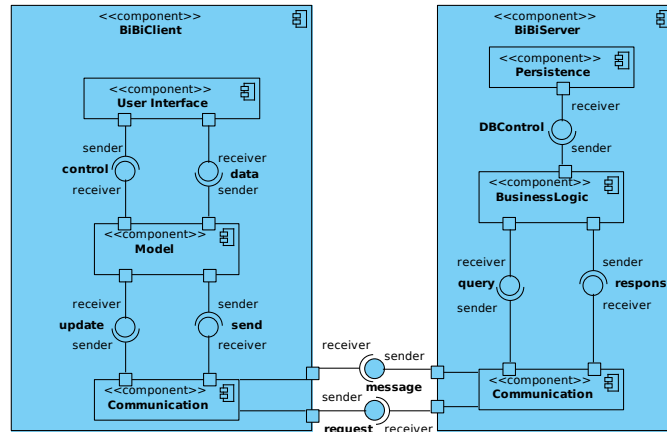 <<component>>
BiBiClient
<<component>>
User Interface
sender
control
receiver
receiver
data
sender
<<component>>
Model
receiver
update
sender
sender
send
receiver
<<component>>
Communication
receiver
sender
message
sender
request
receiver
<<component>>
BiBiServer
<<component>>
Persistence
receiver
DBControl
sender
<<component>>
BusinessLogic
receiver
query
sender
sender
respons
receiver
<<component>>
Communication